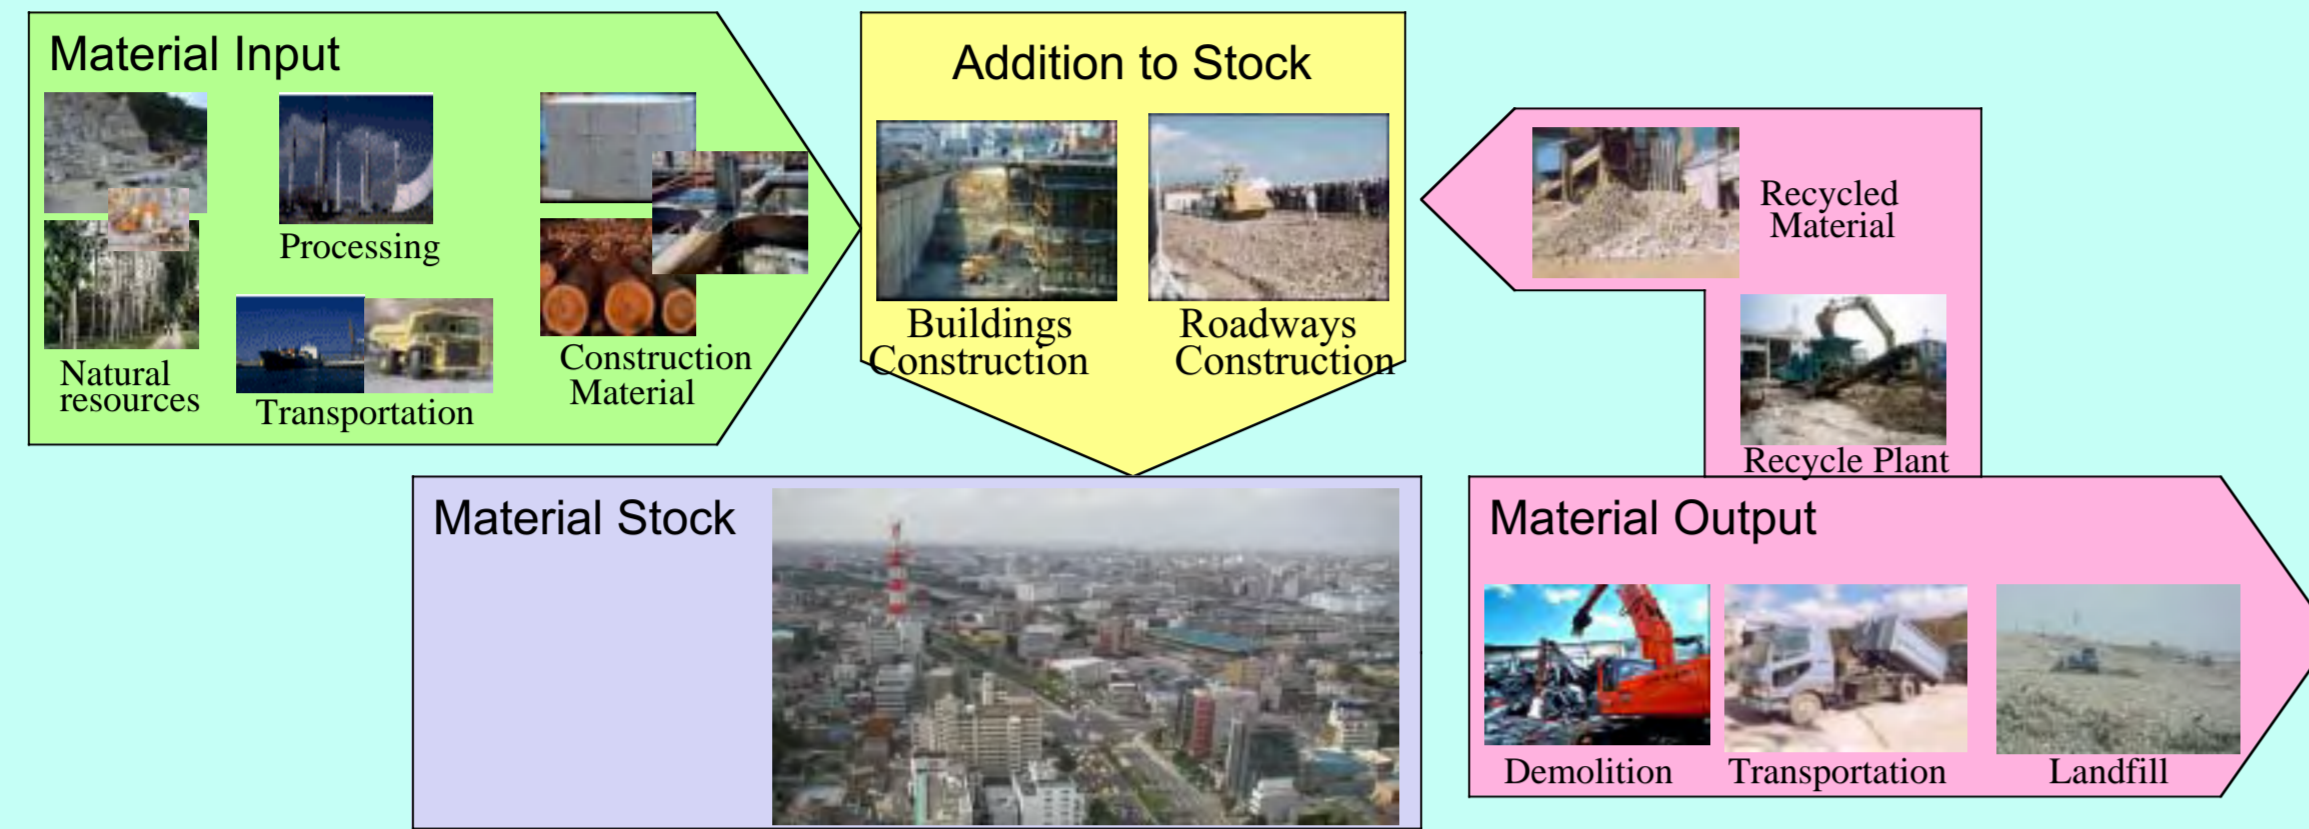 Material Input
Processing
Natural
resources
Transportation
Construction
Material
Addition to Stock
Buildings
Construction
Roadways
Construction
Recycled
Material
Recycle Plant
Material Stock
Material Output
Demolition
Transportation
Landfill